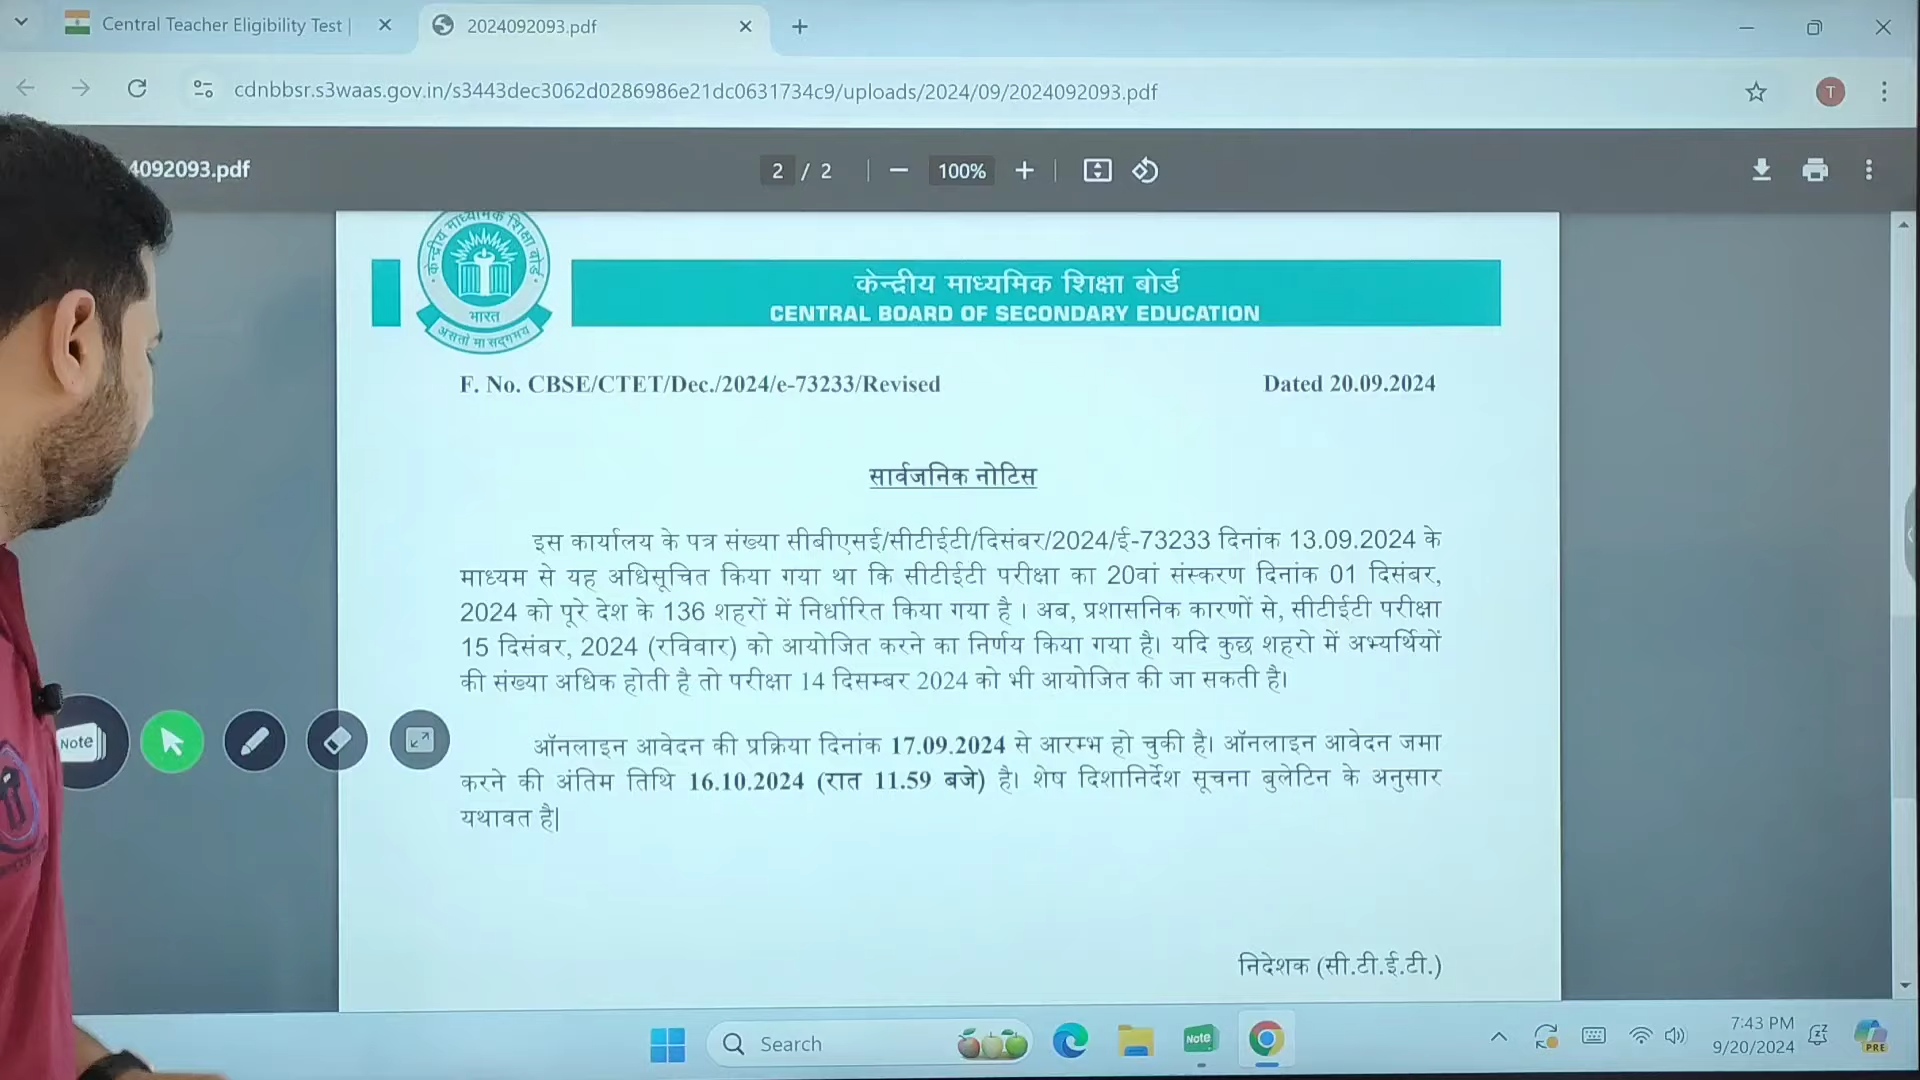 Central Teacher Eligibility Test |
2024092093.pdf
cdnbbsr.s3waas.gov.in/s3443dec3062d0286986e21dc0631734c9/uploads/2024/09/2024092093.pdf
T
4092093.pdf
2 / 2
100%
केन्द्रीय माध्यमिक शिक्षा बोर्ड
भारत
असतो मा सद्गमय
केन्द्रीय माध्यमिक शिक्षा बोर्ड
CENTRAL BOARD OF SECONDARY EDUCATION
F. No. CBSE/CTET/Dec./2024/e-73233/Revised
Dated 20.09.2024
सार्वजनिक नोटिस
इस कार्यालय के पत्र संख्या सीबीएसई/सीटीईटी/दिसंबर/2024/ई-73233 दिनांक 13.09.2024 के
माध्यम से यह अधिसूचित किया गया था कि सीटीईटी परीक्षा का 20वां संस्करण दिनांक 01 दिसंबर,
2024 को पूरे देश के 136 शहरों में निर्धारित किया गया है । अब, प्रशासनिक कारणों से, सीटीईटी परीक्षा
15 दिसंबर, 2024 (रविवार) को आयोजित करने का निर्णय किया गया है। यदि कुछ शहरो में अभ्यर्थियों
की संख्या अधिक होती है तो परीक्षा 14 दिसम्बर 2024 को भी आयोजित की जा सकती है।
ऑनलाइन आवेदन की प्रक्रिया दिनांक 17.09.2024 से आरम्भ हो चुकी है। ऑनलाइन आवेदन जमा
करने की अंतिम तिथि 16.10.2024 (रात 11.59 बजे) है। शेष दिशानिर्देश सूचना बुलेटिन के अनुसार
यथावत है|
निदेशक (सी.टी.ई.टी.)
Note
Search
Note
7:43 PM
9/20/2024
PRE